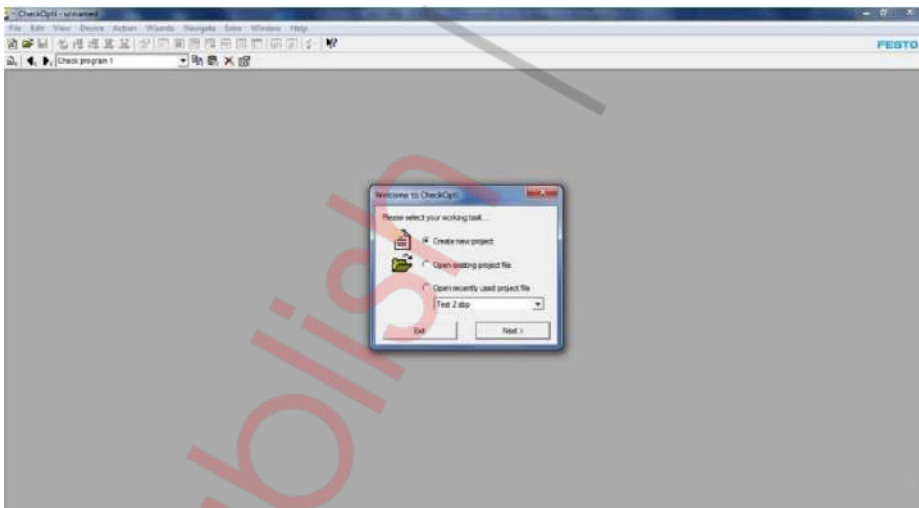 CheckOpti - unnamed
File Edit View Device Action Wizards Navigate Extra Window Help
FESTO
Check program 1
Welcome to CheckOpti
Please select your working task...
Create new project
Open existing project file
Open recently used project file
Test 2.sbp
Exit
Next >
blish